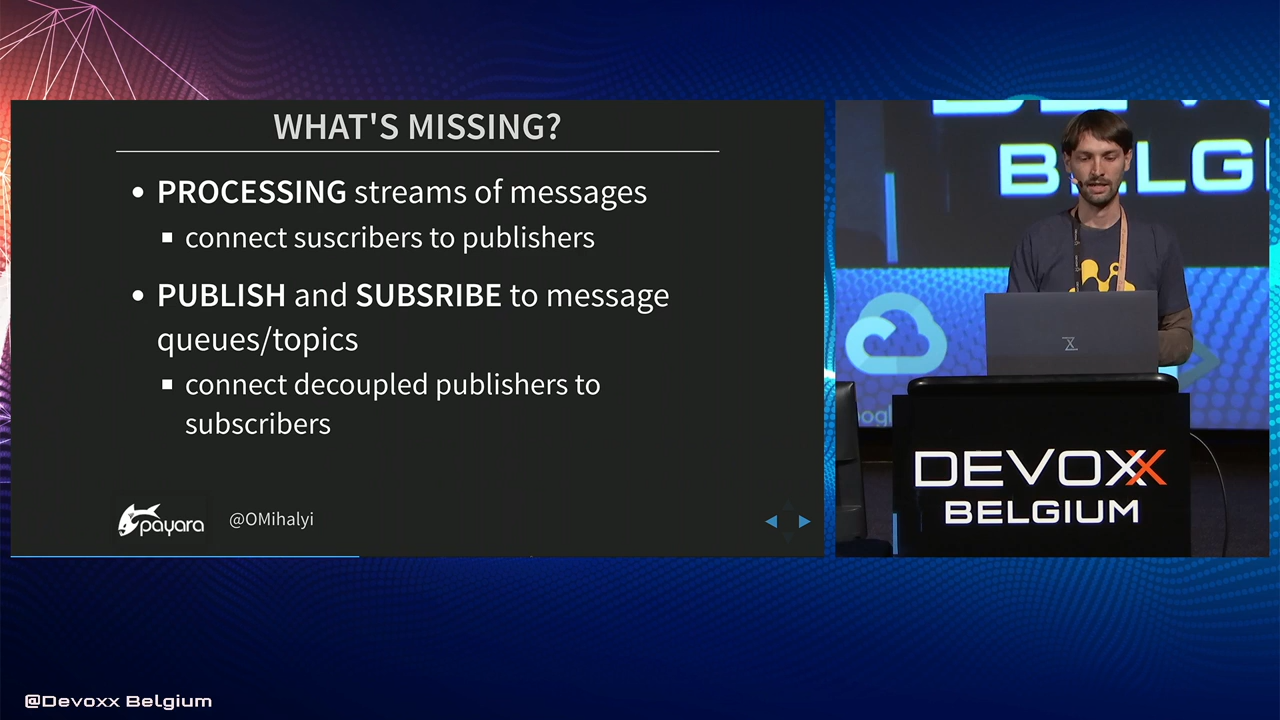 WHAT'S MISSING?
• PROCESSING streams of messages
▪ connect suscribers to publishers
• PUBLISH and SUBSRIBE to message
queues/topics
▪ connect decoupled publishers to
subscribers
payara
@OMihalyi
BELG
DEVOXX
BELGIUM
@Devoxx Belgium